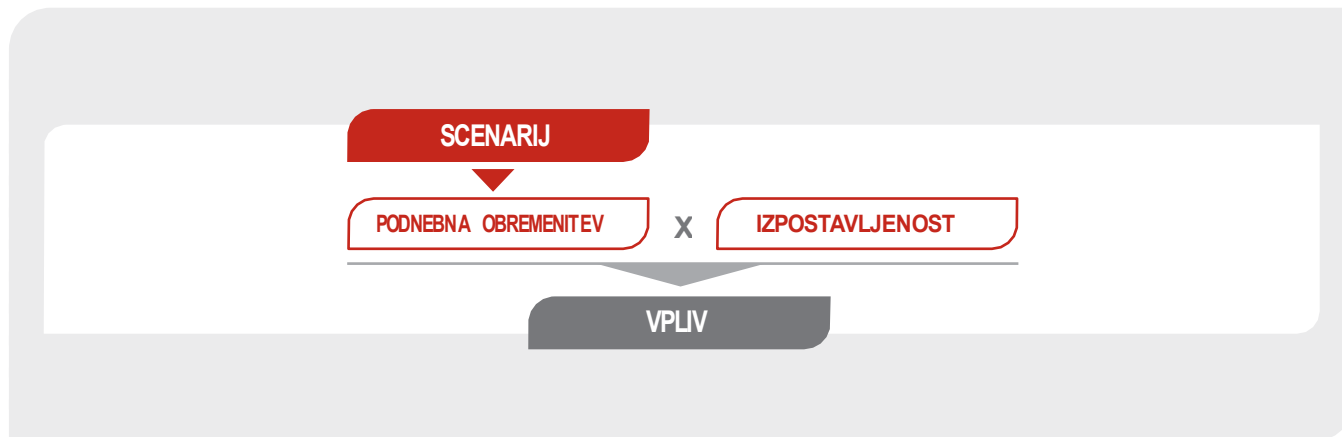 SCENARIJ
PODNEBNA OBREMENITEV X IZPOSTAVLJENOST
VPLIV